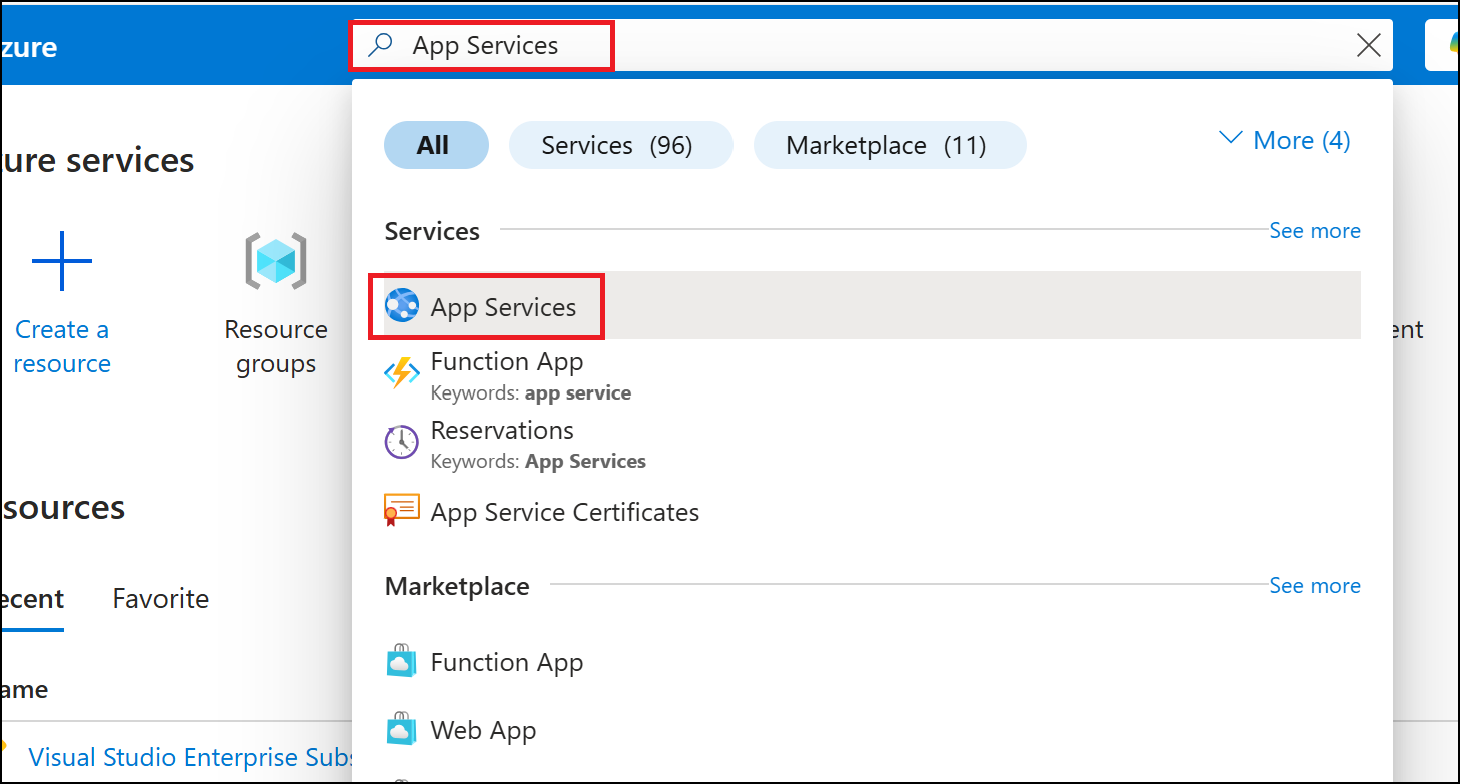 zure
App Services
All
Services (96)
Marketplace (11)
More (4)
ure services
Services
See more
Create a
resource
Resource
groups
App Services
ent
Function App
Keywords: app service
Reservations
Keywords: App Services
App Service Certificates
sources
ecent
Favorite
Marketplace
See more
Function App
ame
Web App
Visual Studio Enterprise Subs